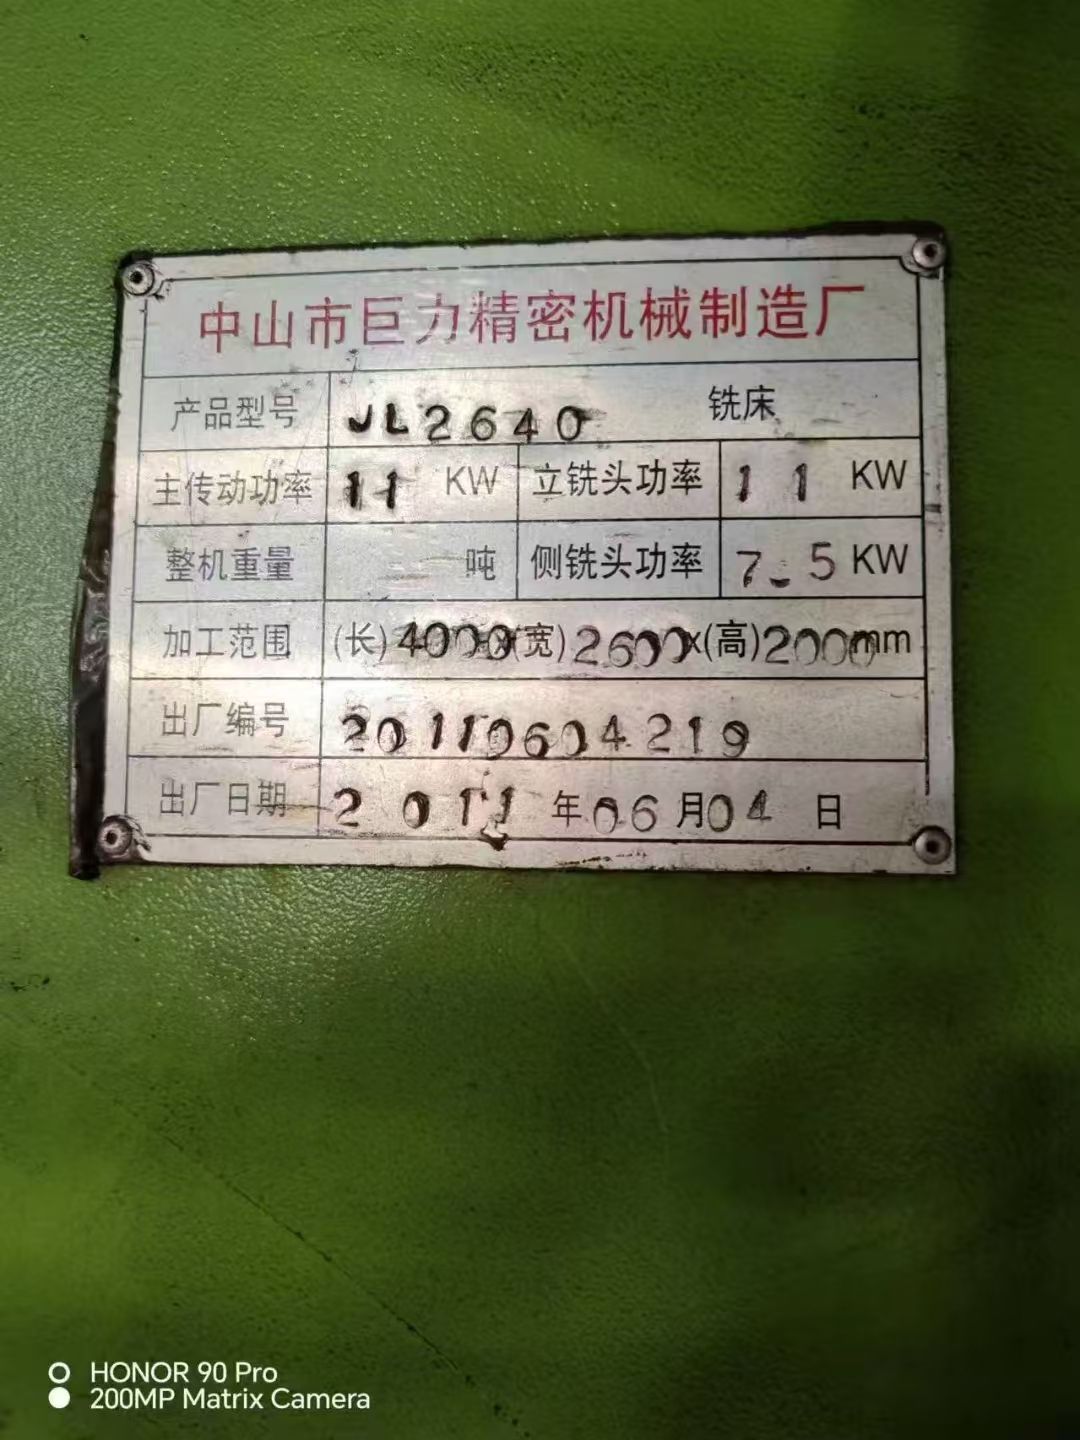 中山市巨力精密机械制造厂
产品型号 JL2640 铣床
主传动功率 11 KW 立铣头功率 11 KW
整机重量 吨 侧铣头功率 7.5 KW
加工范围 (长)4000x(宽)2600x(高)2000mm
出厂编号 20110604219
出厂日期 2011年06月04日
HONOR 90 Pro
200MP Matrix Camera